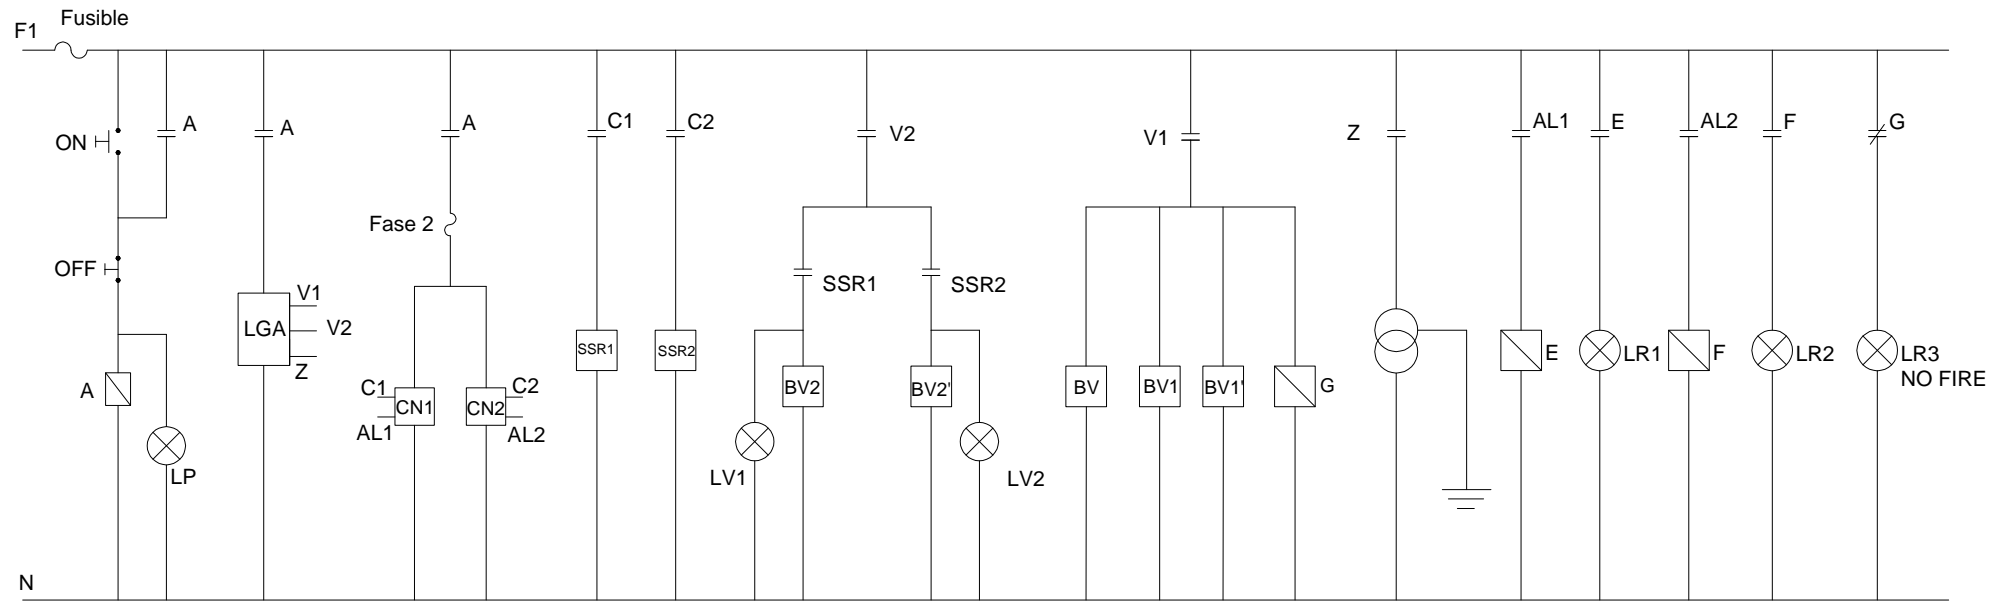 Fusible
F1
ON
A
A
A
C1
C2
V2
V1
Z
AL1
E
AL2
F
G
Fase 2
OFF
SSR1
SSR2
V1
LGA
V2
Z
SSR1
SSR2
E
LR1
F
LR2
LR3
NO FIRE
A
C1
CN1
AL1
C2
CN2
AL2
BV2
BV2'
BV
BV1
BV1'
G
LP
LV1
LV2
N